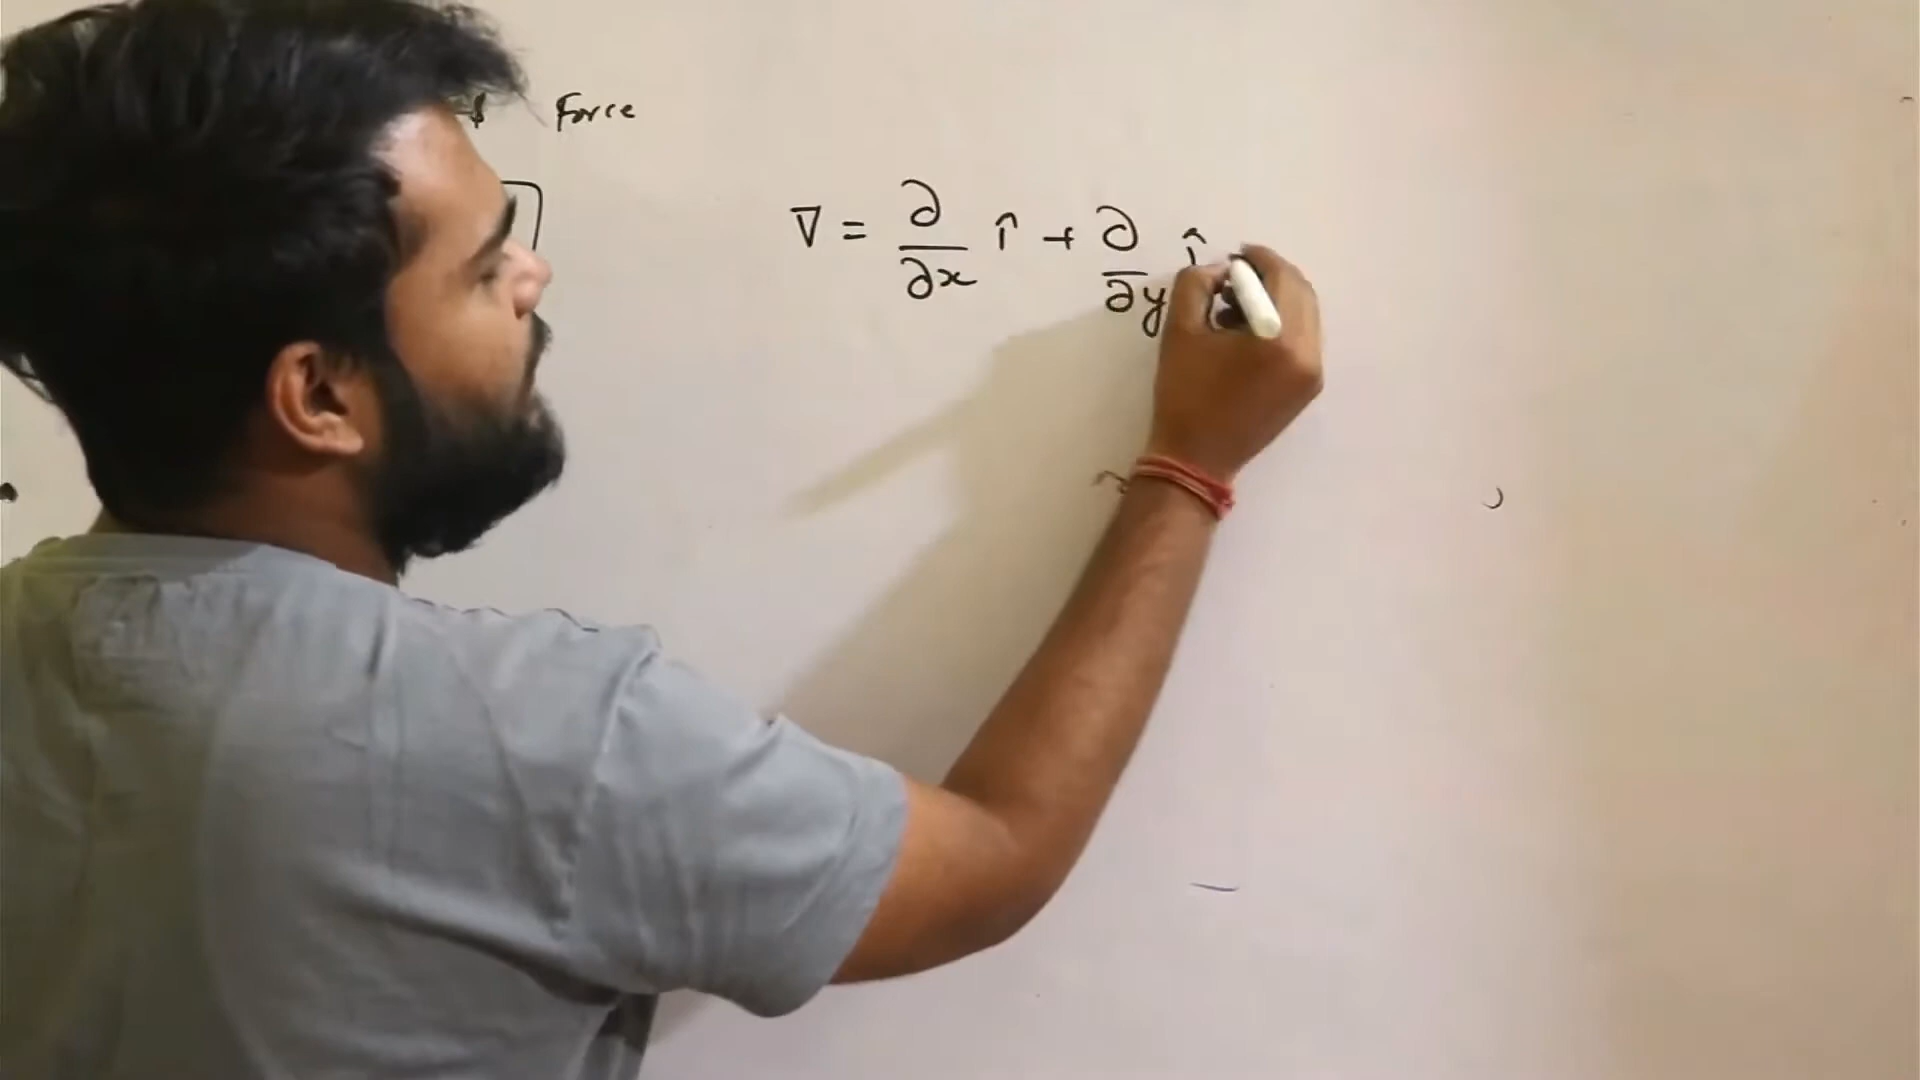 Force
∇ = ∂/∂x î + ∂/∂y